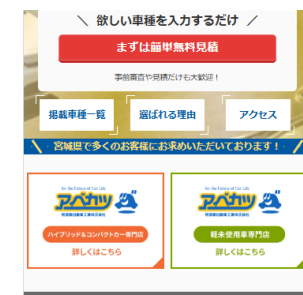 ＼ 欲しい車種を入力するだけ ／
まずは簡単無料見積
事前審査や見積だけも大歓迎！
掲載車種一覧
選ばれる理由
アクセス
＼ 宮城県で多くのお客様にお求めいただいております！ ／
アベカツ
ハイブリッド&コンパクトカー専門店
詳しくはこちら
アベカツ
軽未使用車専門店
詳しくはこちら